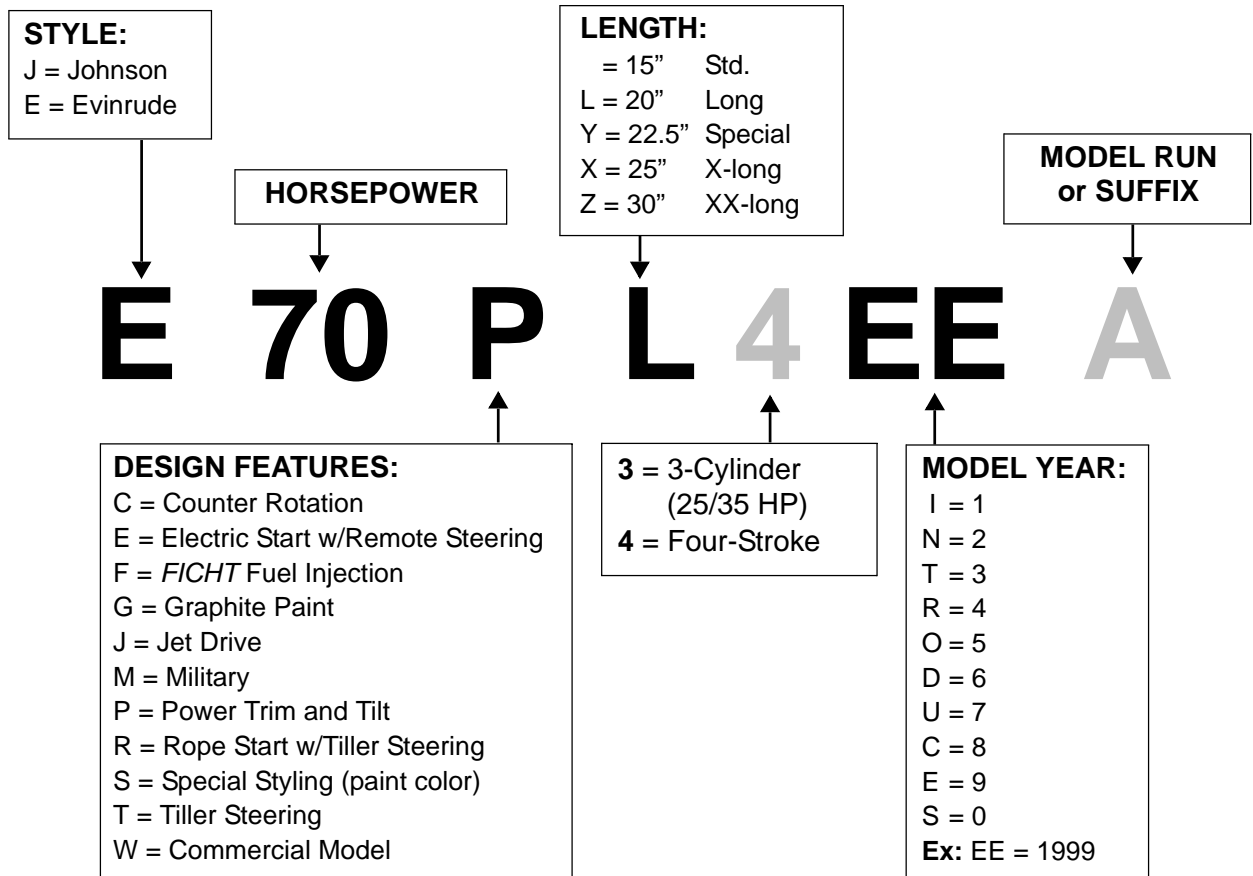 STYLE:
J = Johnson
E = Evinrude
HORSEPOWER
LENGTH:
= 15” Std.
L = 20” Long
Y = 22.5” Special
X = 25” X-long
Z = 30” XX-long
MODEL RUN
or SUFFIX
E 70 P L 4 EE A
DESIGN FEATURES:
C = Counter Rotation
E = Electric Start w/Remote Steering
F = FICHT Fuel Injection
G = Graphite Paint
J = Jet Drive
M = Military
P = Power Trim and Tilt
R = Rope Start w/Tiller Steering
S = Special Styling (paint color)
T = Tiller Steering
W = Commercial Model
3 = 3-Cylinder
(25/35 HP)
4 = Four-Stroke
MODEL YEAR:
I = 1
N = 2
T = 3
R = 4
O = 5
D = 6
U = 7
C = 8
E = 9
S = 0
Ex: EE = 1999